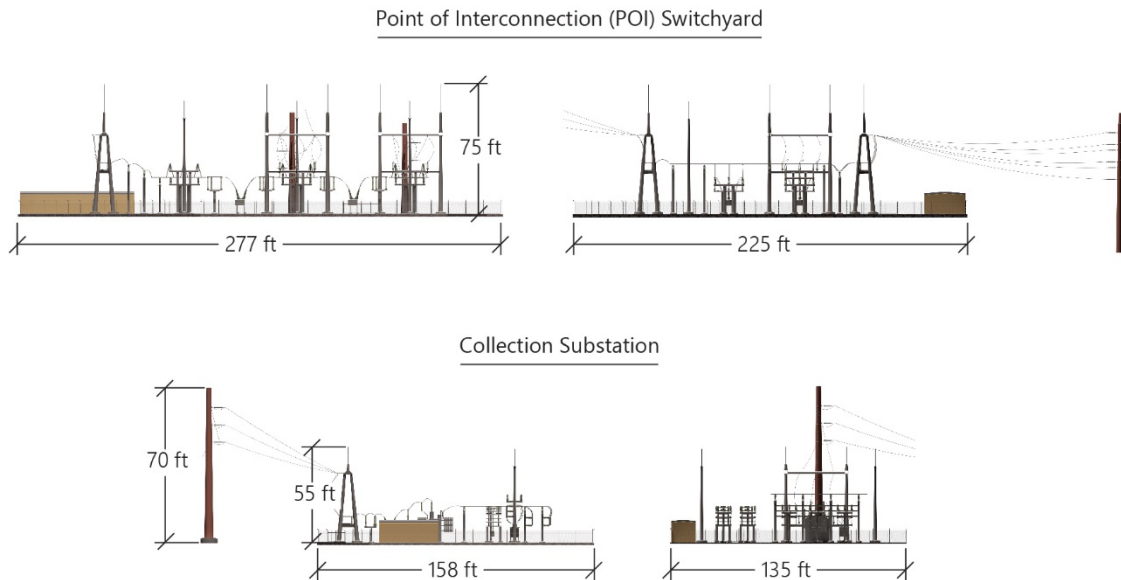 Point of Interconnection (POI) Switchyard
75 ft
277 ft
225 ft
Collection Substation
70 ft
55 ft
158 ft
135 ft